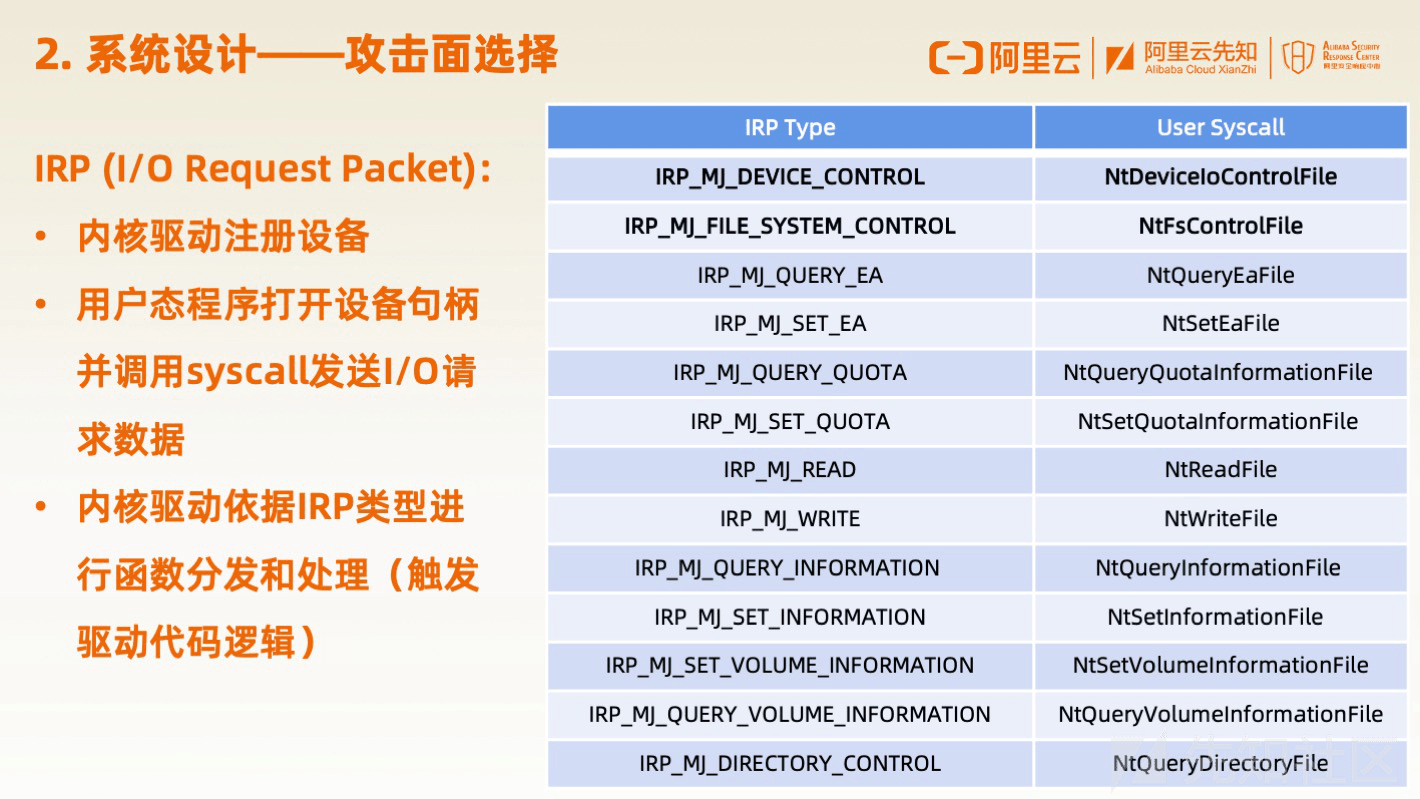 2. 系统设计——攻击面选择
阿里云
阿里云先知
Alibaba Cloud XianZhi
ALIBABA SECURITY
RESPONSE CENTER
阿里安全响应中心
IRP (I/O Request Packet)：
• 内核驱动注册设备
• 用户态程序打开设备句柄
并调用syscall发送I/O请
求数据
• 内核驱动依据IRP类型进
行函数分发和处理（触发
驱动代码逻辑）
IRP Type User Syscall
IRP_MJ_DEVICE_CONTROL NtDeviceIoControlFile
IRP_MJ_FILE_SYSTEM_CONTROL NtFsControlFile
IRP_MJ_QUERY_EA NtQueryEaFile
IRP_MJ_SET_EA NtSetEaFile
IRP_MJ_QUERY_QUOTA NtQueryQuotaInformationFile
IRP_MJ_SET_QUOTA NtSetQuotaInformationFile
IRP_MJ_READ NtReadFile
IRP_MJ_WRITE NtWriteFile
IRP_MJ_QUERY_INFORMATION NtQueryInformationFile
IRP_MJ_SET_INFORMATION NtSetInformationFile
IRP_MJ_SET_VOLUME_INFORMATION NtSetVolumeInformationFile
IRP_MJ_QUERY_VOLUME_INFORMATION NtQueryVolumeInformationFile
IRP_MJ_DIRECTORY_CONTROL NtQueryDirectoryFile
先知社区